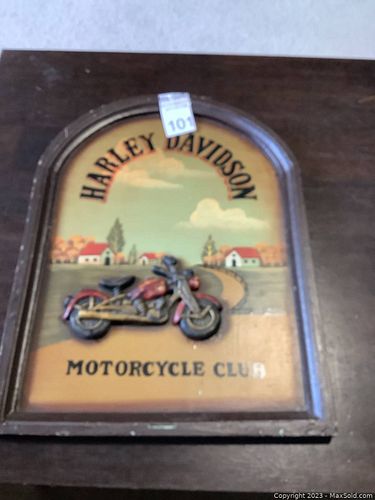 101
HARLEY DAVIDSON
MOTORCYCLE CLUB
Copyright 2023 - MaxSold.com